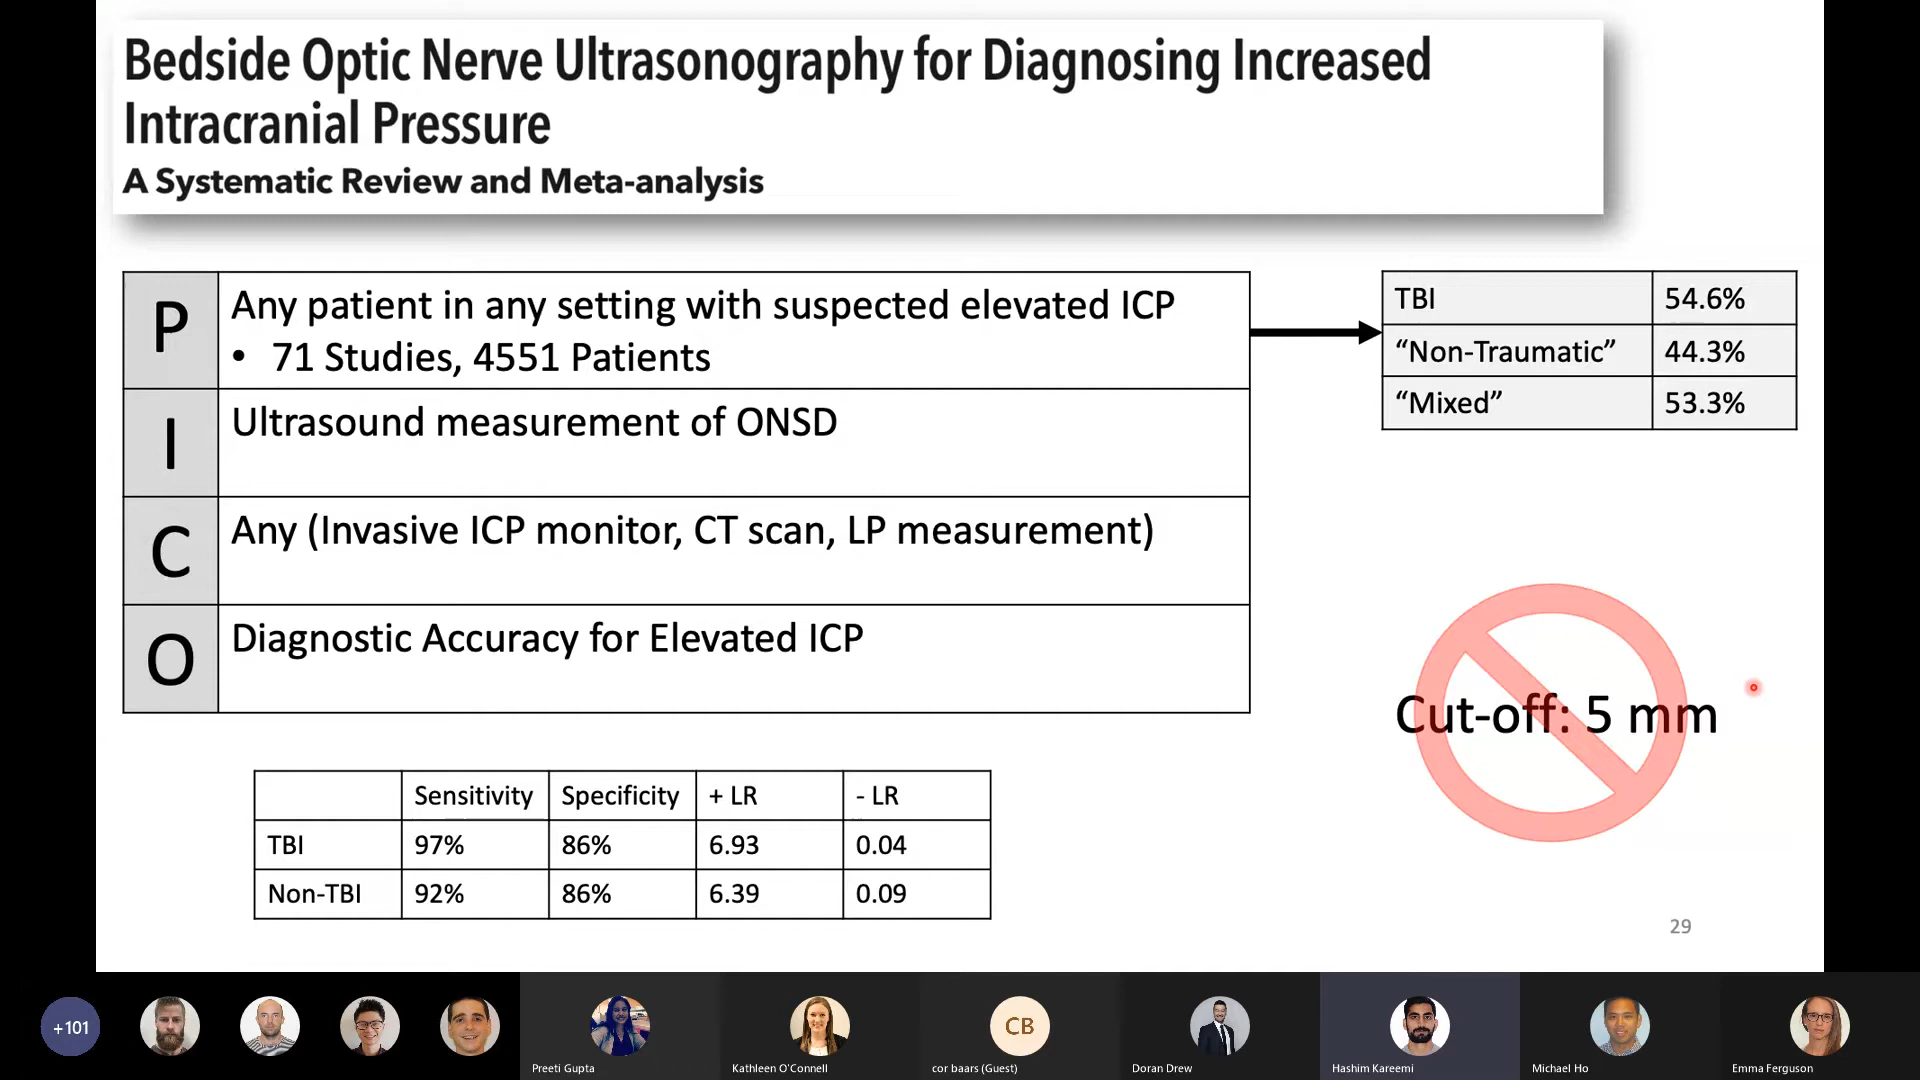 Bedside Optic Nerve Ultrasonography for Diagnosing Increased
Intracranial Pressure
A Systematic Review and Meta-analysis
P
Any patient in any setting with suspected elevated ICP
• 71 Studies, 4551 Patients
I
Ultrasound measurement of ONSD
C
Any (Invasive ICP monitor, CT scan, LP measurement)
O
Diagnostic Accuracy for Elevated ICP
TBI 54.6%
“Non-Traumatic” 44.3%
“Mixed” 53.3%
Cut-off: 5 mm
Sensitivity Specificity + LR - LR
TBI 97% 86% 6.93 0.04
Non-TBI 92% 86% 6.39 0.09
29
+101
CB
Preeti Gupta
Kathleen O'Connell
cor baars (Guest)
Doran Drew
Hashim Kareemi
Michael Ho
Emma Ferguson